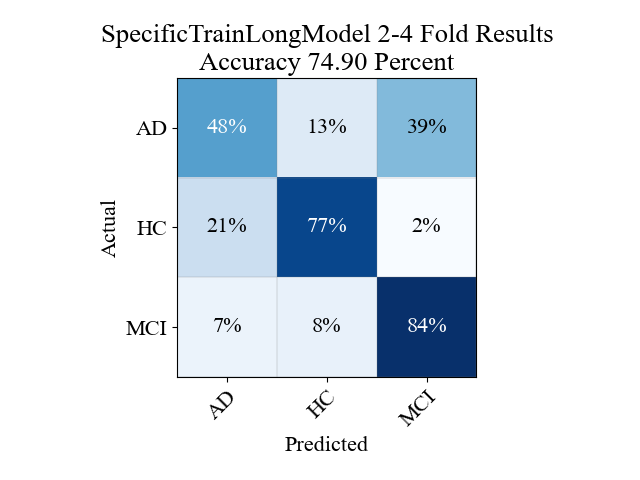 SpecificTrainLongModel 2-4 Fold Results
Accuracy 74.90 Percent
AD 48% 13% 39%
Actual
HC 21% 77% 2%
MCI 7% 8% 84%
AD HC MCI
Predicted